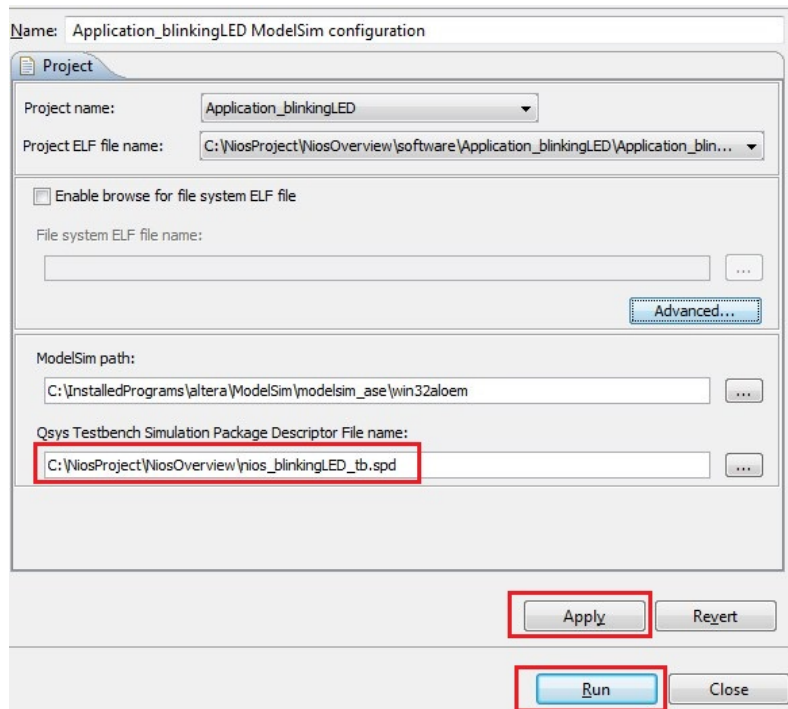 Name: Application_blinkingLED ModelSim configuration
Project
Project name: Application_blinkingLED
Project ELF file name: C:\NiosProject\NiosOverview\software\Application_blinkingLED\Application_blin...
Enable browse for file system ELF file
File system ELF file name:
...
Advanced...
ModelSim path:
C:\InstalledPrograms\altera\ModelSim\modelsim_ase\win32aloem ...
Qsys Testbench Simulation Package Descriptor File name:
C:\NiosProject\NiosOverview\nios_blinkingLED_tb.spd ...
Apply Revert
Run Close